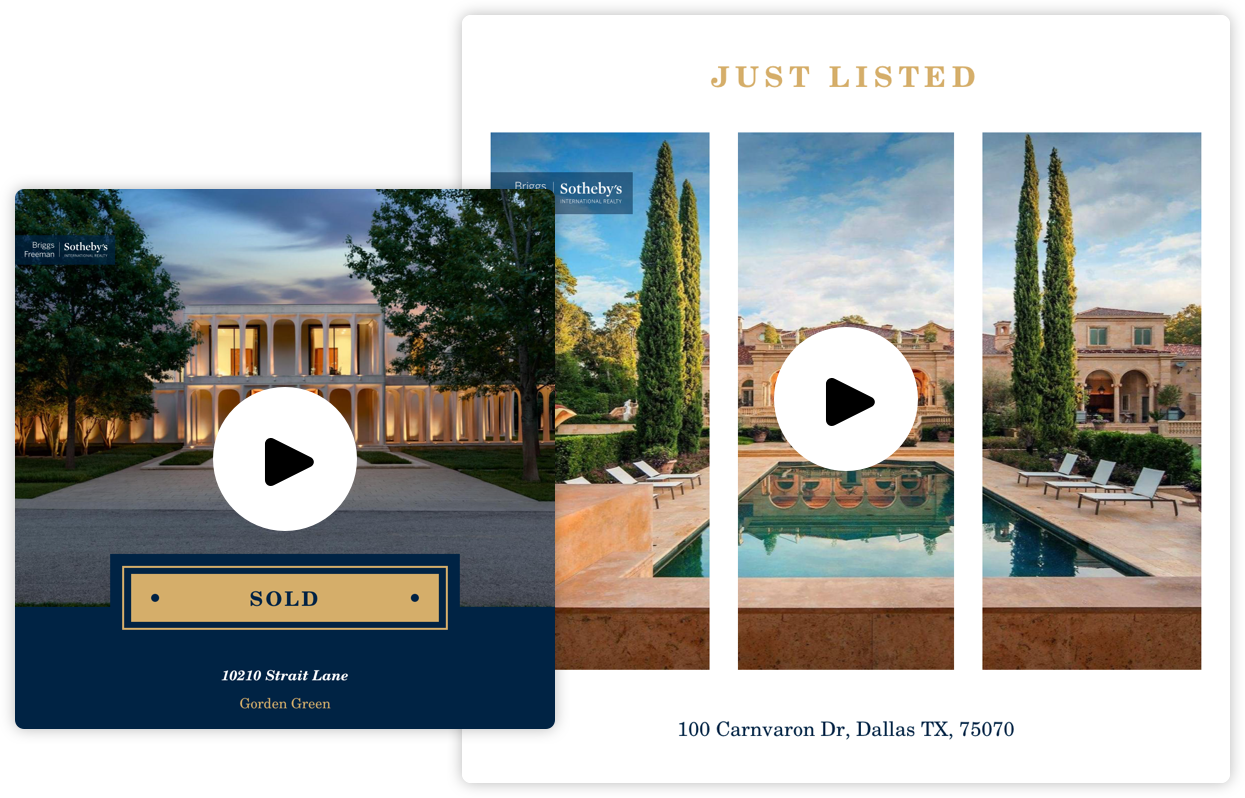 JUST LISTED
Briggs
Sotheby's
INTERNATIONAL REALTY
Briggs
Freeman
Sotheby's
INTERNATIONAL REALTY
SOLD
10210 Strait Lane
Gorden Green
100 Carnvaron Dr, Dallas TX, 75070